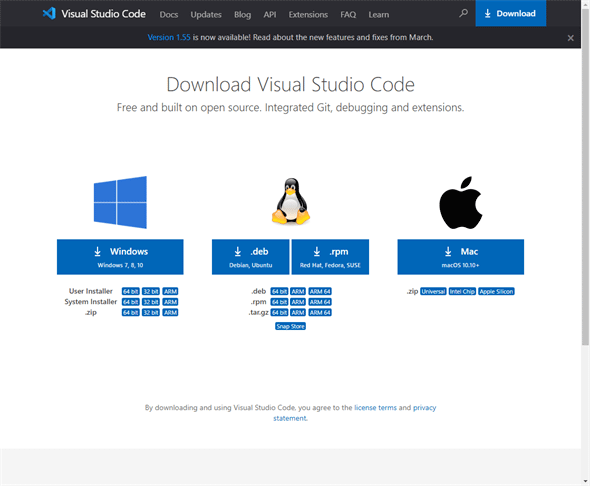 Visual Studio Code Docs Updates Blog API Extensions FAQ Learn Download
Version 1.55 is now available! Read about the new features and fixes from March.
Download Visual Studio Code
Free and built on open source. Integrated Git, debugging and extensions.
Windows
Windows 7, 8, 10
.deb
Debian, Ubuntu
.rpm
Red Hat, Fedora, SUSE
Mac
macOS 10.10+
User Installer 64 bit 32 bit ARM
System Installer 64 bit 32 bit ARM
.zip 64 bit 32 bit ARM
.deb 64 bit ARM ARM 64
.rpm 64 bit ARM ARM 64
.tar.gz 64 bit ARM ARM 64
Snap Store
.zip Universal Intel Chip Apple Silicon
By downloading and using Visual Studio Code, you agree to the license terms and privacy
statement.